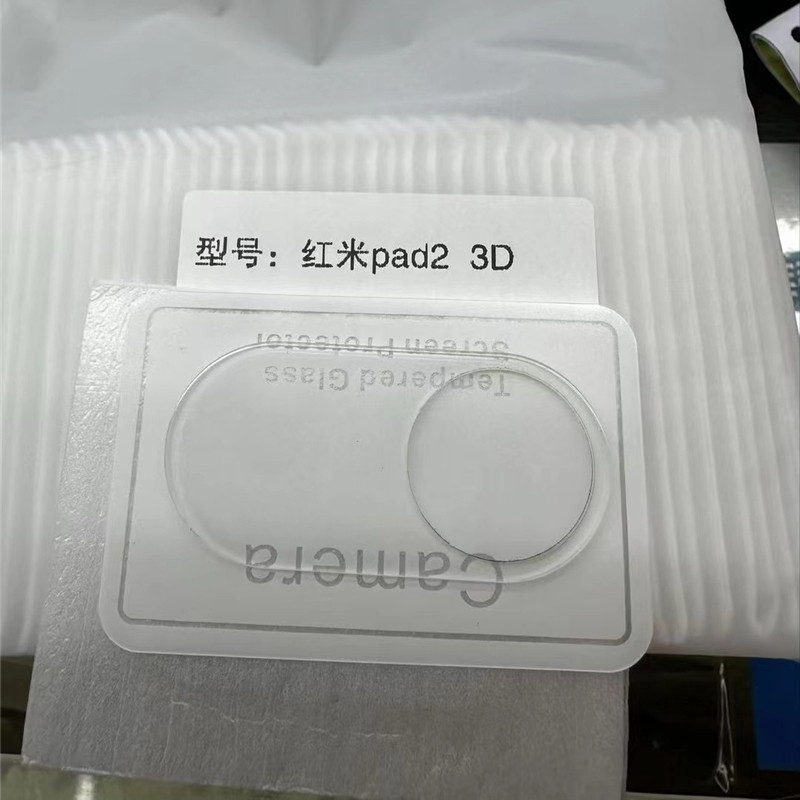 型号：红米pad2 3D
Screen Protector
Tempered Glass
Camera